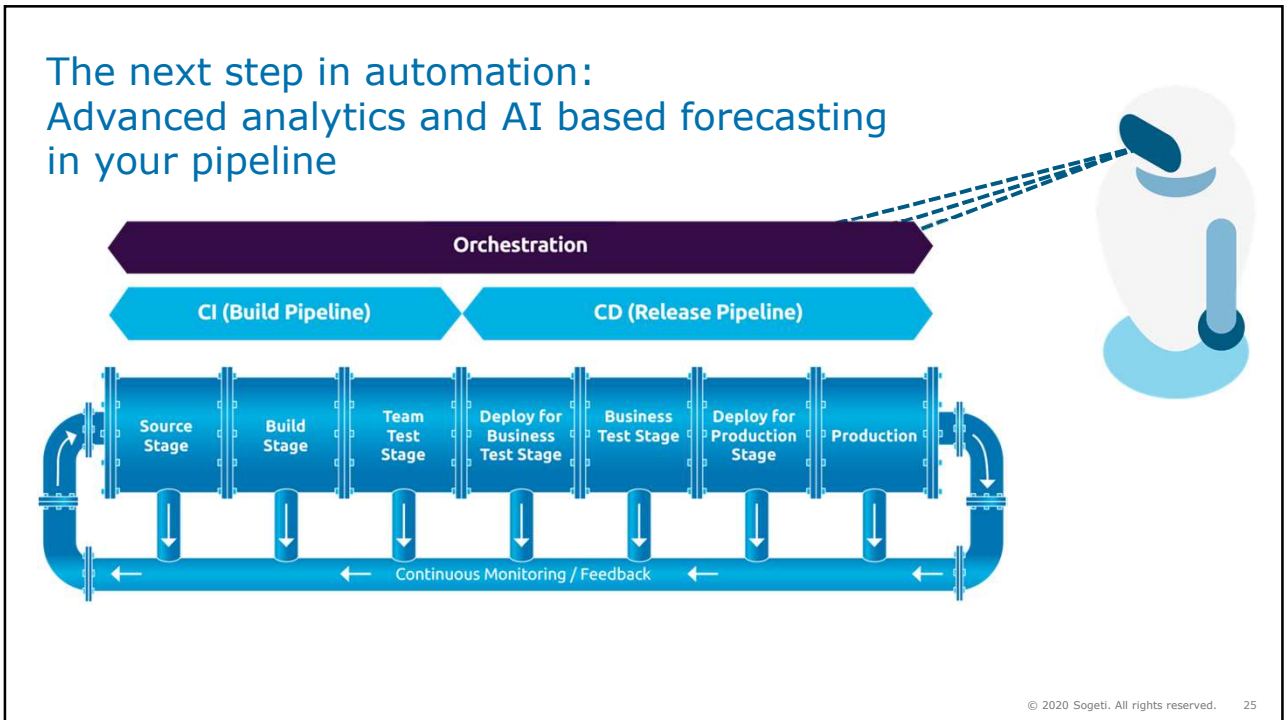 The next step in automation:
Advanced analytics and AI based forecasting
in your pipeline
Orchestration
CI (Build Pipeline)
CD (Release Pipeline)
Source
Stage
Build
Stage
Team
Test
Stage
Deploy for
Business
Test Stage
Business
Test Stage
Deploy for
Production
Stage
Production
Continuous Monitoring / Feedback
© 2020 Sogeti. All rights reserved. 25